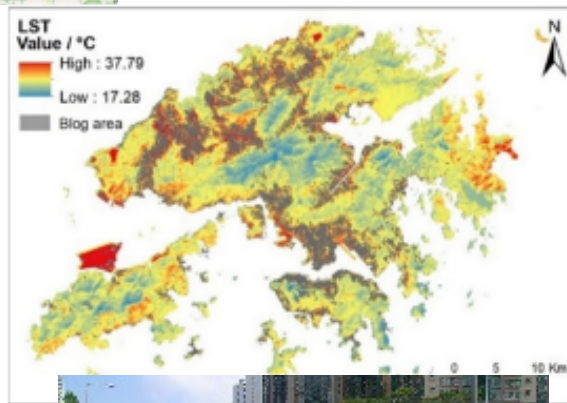 LST
Value / °C
High : 37.79
Low : 17.28
Blog area
N
0 5 10 Km